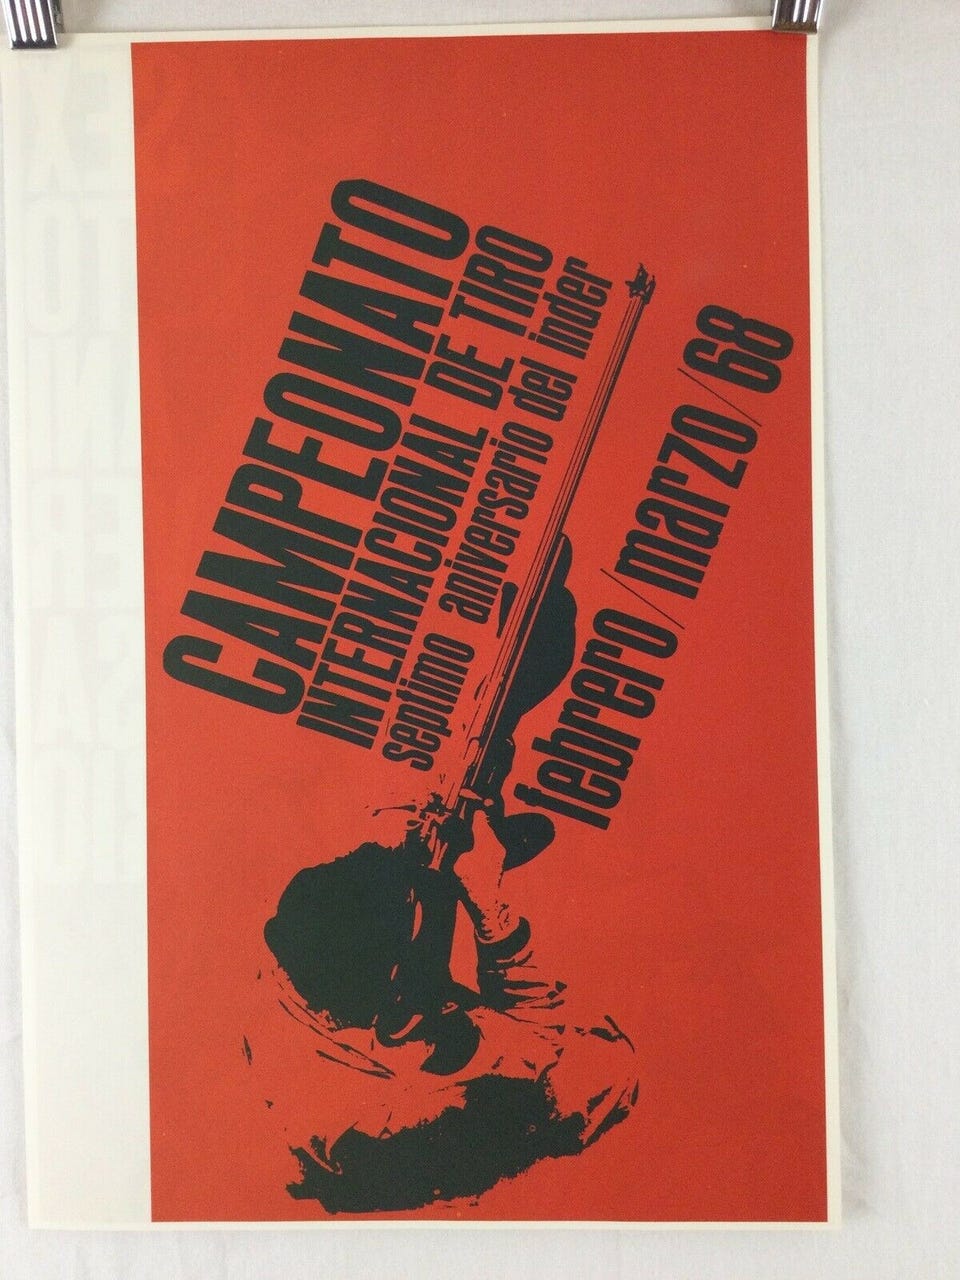 CAMPEONATO
INTERNACIONAL DE TIRO
septimo aniversario del inder
febrero/marzo/68